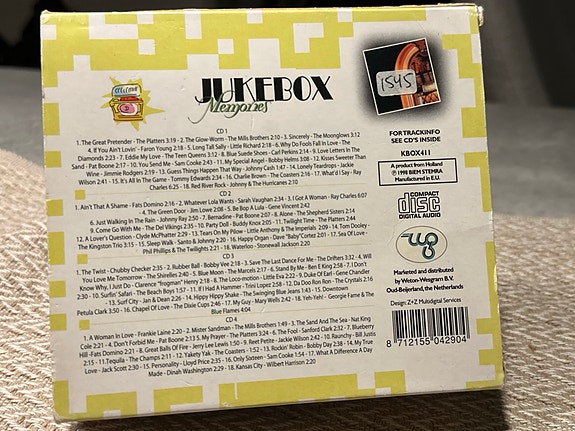 JUKEBOX
Memories
1545
CD 1
1. The Great Pretender - The Platters 3:19 - 2. The Glow-Worm - The Mills Brothers 2:10 - 3. Sincerely - The Moonglows 3:12
- 4. If You Ain't Lovin' - Faron Young 2:18 - 5. Long Tall Sally - Little Richard 2:18 - 6. Why Do Fools Fall In Love - The
Diamonds 2:23 - 7. Eddie My Love - The Teen Queens 3:12 - 8. Blue Suede Shoes - Carl Perkins 2:14 - 9. Love Letters In The
Sand - Pat Boone 2:17 - 10. You Send Me - Sam Cooke 2:43 - 11. My Special Angel - Bobby Helms 3:08 - 12. Kisses Sweeter Than
Wine - Jimmie Rodgers 2:19 - 13. Guess Things Happen That Way - Johnny Cash 1:47 - 14. Lonely Teardrops - Jackie
Wilson 2:41 - 15. It's All In The Game - Tommy Edwards 2:34 - 16. Charlie Brown - The Coasters 2:16 - 17. What'd I Say - Ray
Charles 6:25 - 18. Red River Rock - Johnny & The Hurricanes 2:10
CD 2
1. Ain't That A Shame - Fats Domino 2:16 - 2. Whatever Lola Wants - Sarah Vaughan 2:34 - 3. I Got A Woman - Ray Charles 6:07
- 4. The Green Door - Jim Lowe 2:08 - 5. Be Bop A Lula - Gene Vincent 2:42
6. Just Walking In The Rain - Johnny Ray 2:50 - 7. Bernadine - Pat Boone 2:07 - 8. Alone - The Shepherd Sisters 2:14
- 9. Come Go With Me - The Del Vikings 2:35 - 10. Party Doll - Buddy Knox 2:05 - 11. Twilight Time - The Platters 2:44
12. A Lover's Question - Clyde McPhatter 2:29 - 13. Tears On My Pillow - Little Anthony & The Imperials 2:09 - 14. Tom Dooley -
The Kingston Trio 3:15 - 15. Sleep Walk - Santo & Johnny 2:20 - 16. Happy Organ - Dave "Baby" Cortez 2:01 - 17. Sea Of Love -
Phil Phillips & The Twilights 2:21 - 18. Waterloo - Stonewall Jackson 2:20
CD 3
1. The Twist - Chubby Checker 2:35 - 2. Rubber Ball - Bobby Vee 2:18 - 3. Save The Last Dance For Me - The Drifters 3:32 - 4. Will
You Love Me Tomorrow - The Shirelles 2:40 - 5. Blue Moon - The Marcels 2:17 - 6. Stand By Me - Ben E King 2:58 - 7. I Don't
Know Why, I Just Do - Clarence "frogman" Henry 2:18 - 8. The Loco-motion - Little Eva 2:22 - 9. Duke Of Earl - Gene Chandler
2:30 - 10. Surfin' Safari - The Beach Boys 1:57 - 11. If I Had A Hammer - Trini Lopez 2:58 - 12. Da Doo Ron Ron - The Crystals 2:16
- 13. Surf City - Jan & Dean 2:26 - 14. Hippy Hippy Shake - The Swinging Blue Jeans 1:43 - 15. Downtown -
Petula Clark 3:50 - 16. Chapel Of Love - The Dixie Cups 2:46 - 17. My Guy - Mary Wells 2:42 - 18. Yeh-Yeh! - Georgie Fame & The
Blue Flames 4:04
CD 4
1. A Woman In Love - Frankie Laine 2:20 - 2. Mister Sandman - The Mills Brothers 1:49 - 3. The Sand And The Sea - Nat King
Cole 2:21 - 4. Don't Forbid Me - Pat Boone 2:13 5. My Prayer - The Platters 3:24 - 6. The Fool - Sanford Clark 2:32 - 7. Blueberry
Hill - Fats Domino 2:21 - 8. Great Balls Of Fire - Jerry Lee Lewis 1:50 - 9. Reet Petite - Jackie Wilson 2:42 - 10. Raunchy - Bill Justis
2:11 - 11. Tequila - The Champs 2:11 - 12. Yakety Yak - The Coasters - 1:52 - 13. Rockin' Robin - Bobby Day 2:38 - 14. My True
Love - Jack Scott 2:30 - 15. Personality - Lloyd Price 2:35 - 16. Only Sixteen - Sam Cooke 1:54 - 17. What A Difference A Day
Made - Dinah Washington 2:29 - 18. Kansas City - Wilbert Harrison 2:20
FOR TRACKINFO
SEE CD'S INSIDE
KBOX411
A product from Holland
Ⓟ 1998 BIEM STEMRA
Manufactured in E.U.
COMPACT
disc
DIGITAL AUDIO
wg
Marketed and distributed
by Weton-Wesgram B.V.
Oud-Beijerland, the Netherlands
Design: Z+Z, Multidigital Services
8 712155 042904